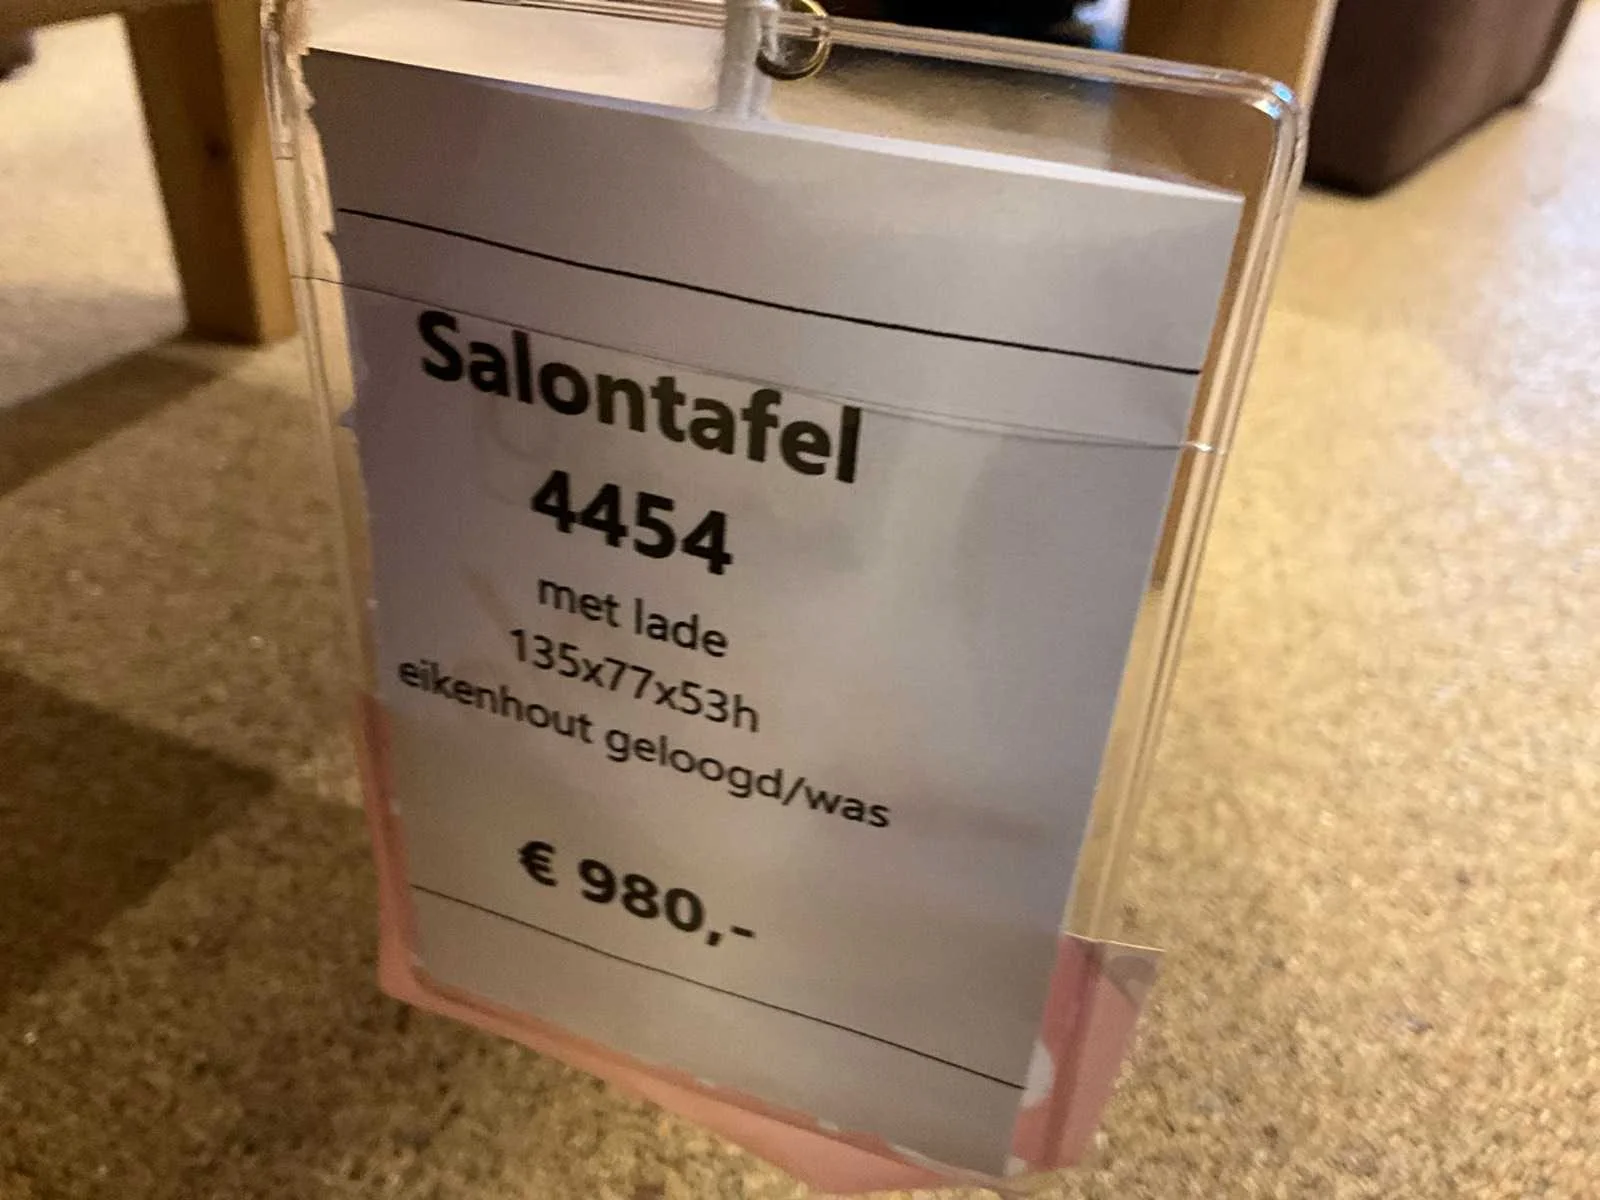 Salontafel
4454
met lade
135x77x53h
eikenhout geloogd/was
€ 980,-